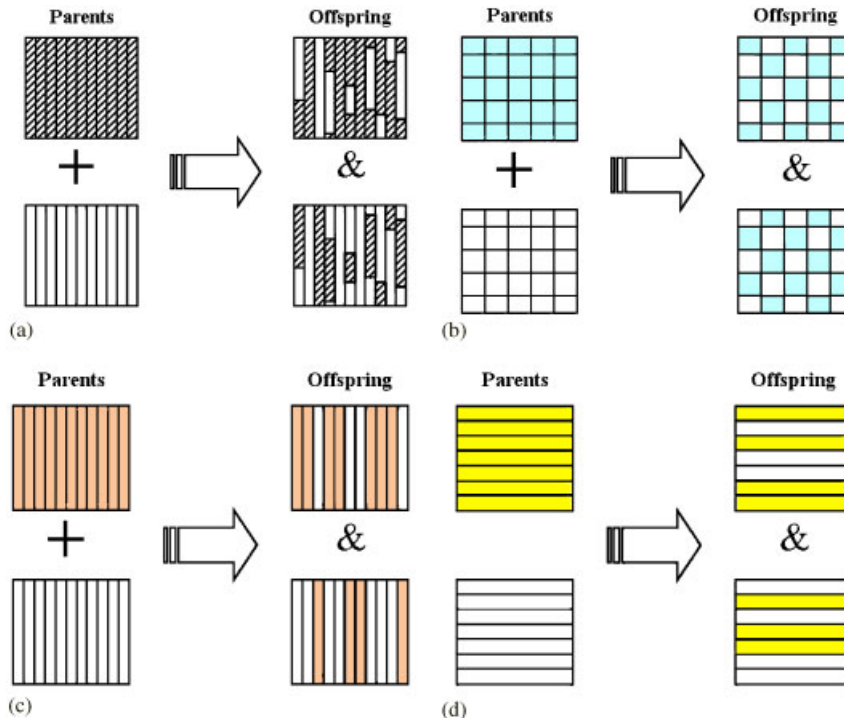 Parents Offspring Parents Offspring
+ & + &
(a) (b)
Parents Offspring Parents Offspring
+ & &
(c) (d)